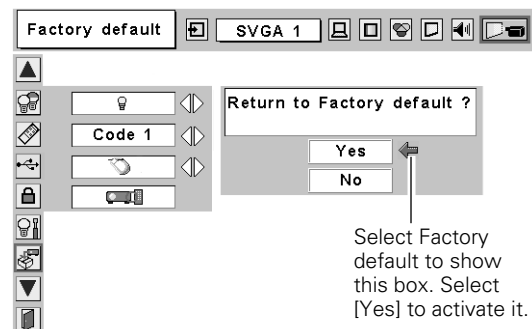 Factory default
SVGA 1
Return to Factory default ?
Code 1
Yes
No
Select Factory
default to show
this box. Select
[Yes] to activate it.